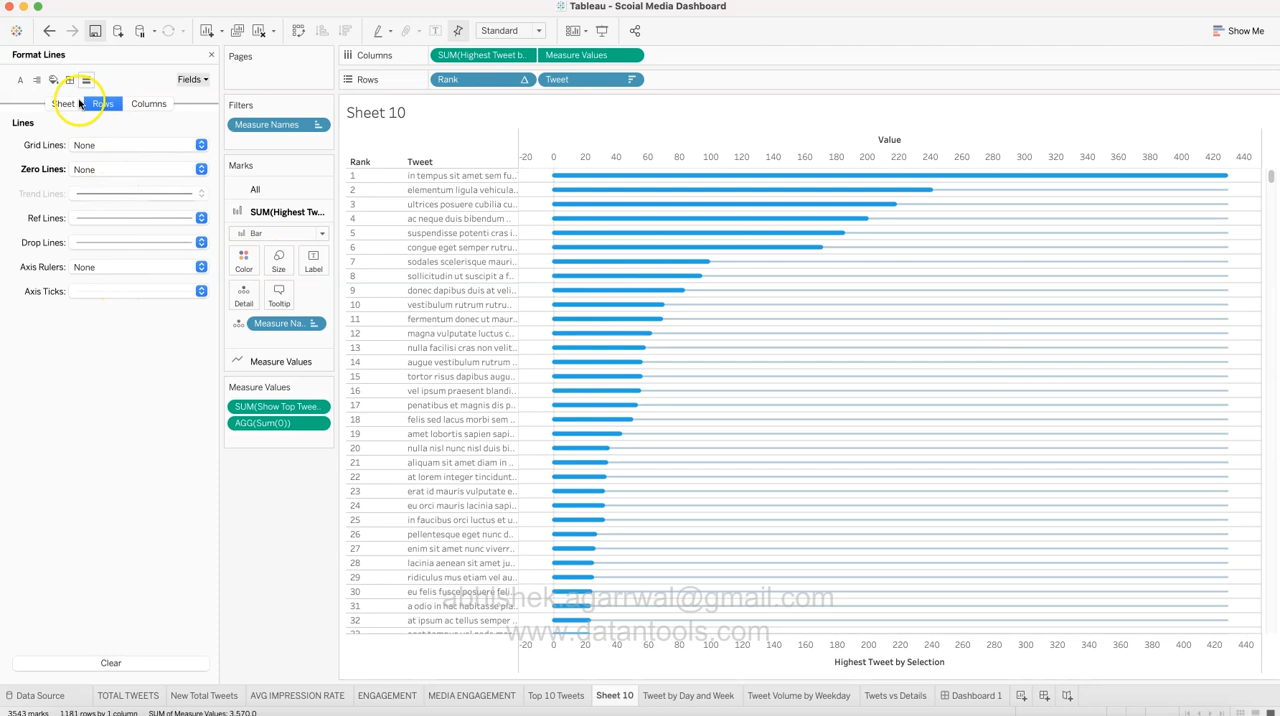 Tableau - Scoial Media Dashboard
Standard
Show Me
Format Lines
Fields
Sheet
Rows
Columns
Lines
Grid Lines: None
Zero Lines: None
Trend Lines:
Ref Lines:
Drop Lines:
Axis Rulers: None
Axis Ticks:
Clear
Pages
Filters
Measure Names
Marks
All
SUM(Highest Tw...
Bar
Color
Size
Label
Detail
Tooltip
Measure Na..
Measure Values
Measure Values
SUM(Show Top Twee..
AGG(Sum(0))
Columns
SUM(Highest Tweet b..
Measure Values
Rows
Rank
Tweet
Sheet 10
Value
Rank Tweet -20 0 20 40 60 80 100 120 140 160 180 200 220 240 260 280 300 320 340 360 380 400 420 440
1 in tempus sit amet sem fu..
2 elementum ligula vehicula..
3 ultrices posuere cubilia cu..
4 ac neque duis bibendum ..
5 suspendisse potenti cras i..
6 congue eget semper rutru..
7 sodales scelerisque mauri..
8 sollicitudin ut suscipit a f..
9 donec dapibus duis at veli..
10 vestibulum rutrum rutru..
11 fermentum donec ut maur..
12 magna vulputate luctus c..
13 nulla facilisi cras non velit..
14 augue vestibulum rutrum ..
15 tortor risus dapibus augu..
16 vel ipsum praesent blandi..
17 penatibus et magnis dis p..
18 felis sed lacus morbi sem ..
19 amet lobortis sapien sapi..
20 nulla nisl nunc nisl duis bi..
21 aliquam sit amet diam in ..
22 at lorem integer tincidunt..
23 erat id mauris vulputate e..
24 eu orci mauris lacinia sapi..
25 in faucibus orci luctus et u..
26 pellentesque eget nunc d..
27 enim sit amet nunc viverr..
28 lacinia aenean sit amet ju..
29 ridiculus mus etiam vel au..
30 eu felis fusce posuere feli..
31 a odio in hac habitasse pla..
32 at ipsum ac tellus semper ..
abhishek.agarrwal@gmail.com
www.datantools.com
-20 0 20 40 60 80 100 120 140 160 180 200 220 240 260 280 300 320 340 360 380 400 420 440
Highest Tweet by Selection
Data Source
TOTAL TWEETS
New Total Tweets
AVG IMPRESSION RATE
ENGAGEMENT
MEDIA ENGAGEMENT
Top 10 Tweets
Sheet 10
Tweet by Day and Week
Tweet Volume by Weekday
Twets vs Details
Dashboard 1
3543 marks
1181 rows by 1 column
SUM of Measure Values: 3,570.0